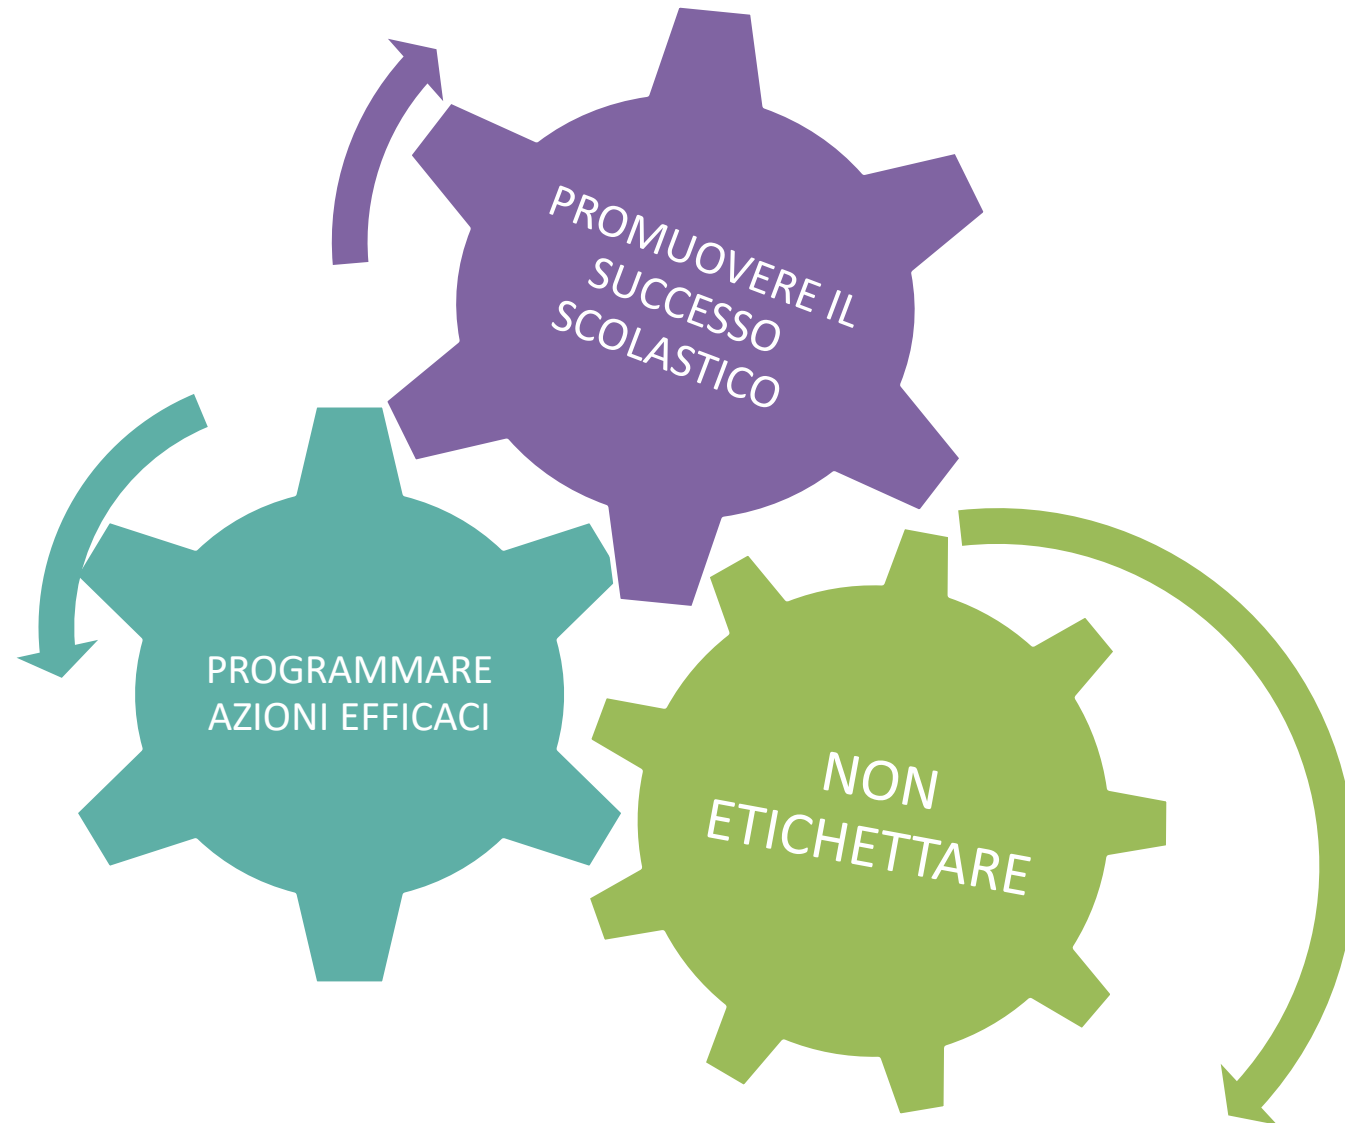 PROMUOVERE IL
SUCCESSO
SCOLASTICO
PROGRAMMARE
AZIONI EFFICACI
NON
ETICHETTARE